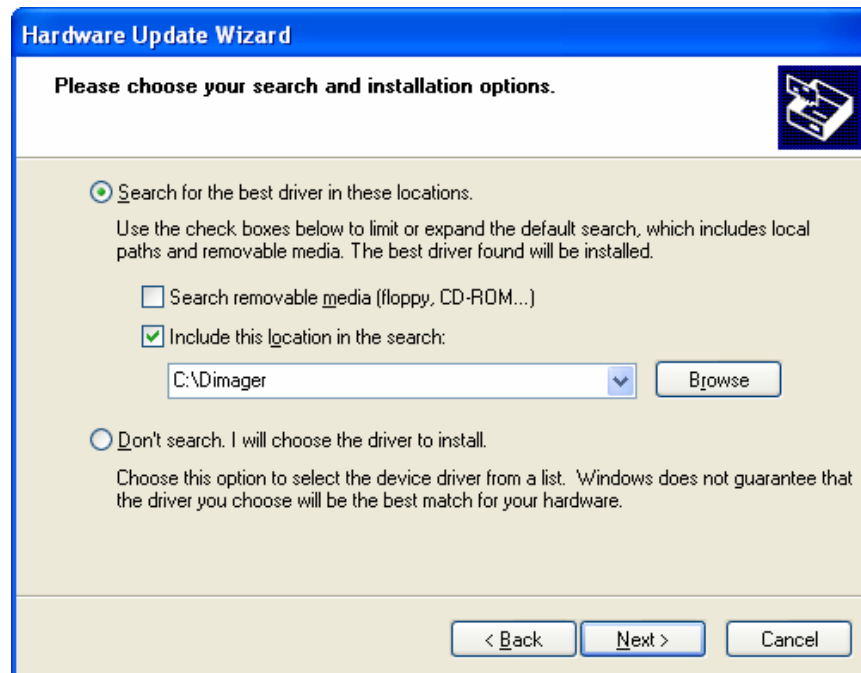 Hardware Update Wizard
Please choose your search and installation options.
Search for the best driver in these locations.
Use the check boxes below to limit or expand the default search, which includes local
paths and removable media. The best driver found will be installed.
Search removable media (floppy, CD-ROM...)
Include this location in the search:
C:\Dimager
Browse
Don't search. I will choose the driver to install.
Choose this option to select the device driver from a list. Windows does not guarantee that
the driver you choose will be the best match for your hardware.
< Back Next > Cancel